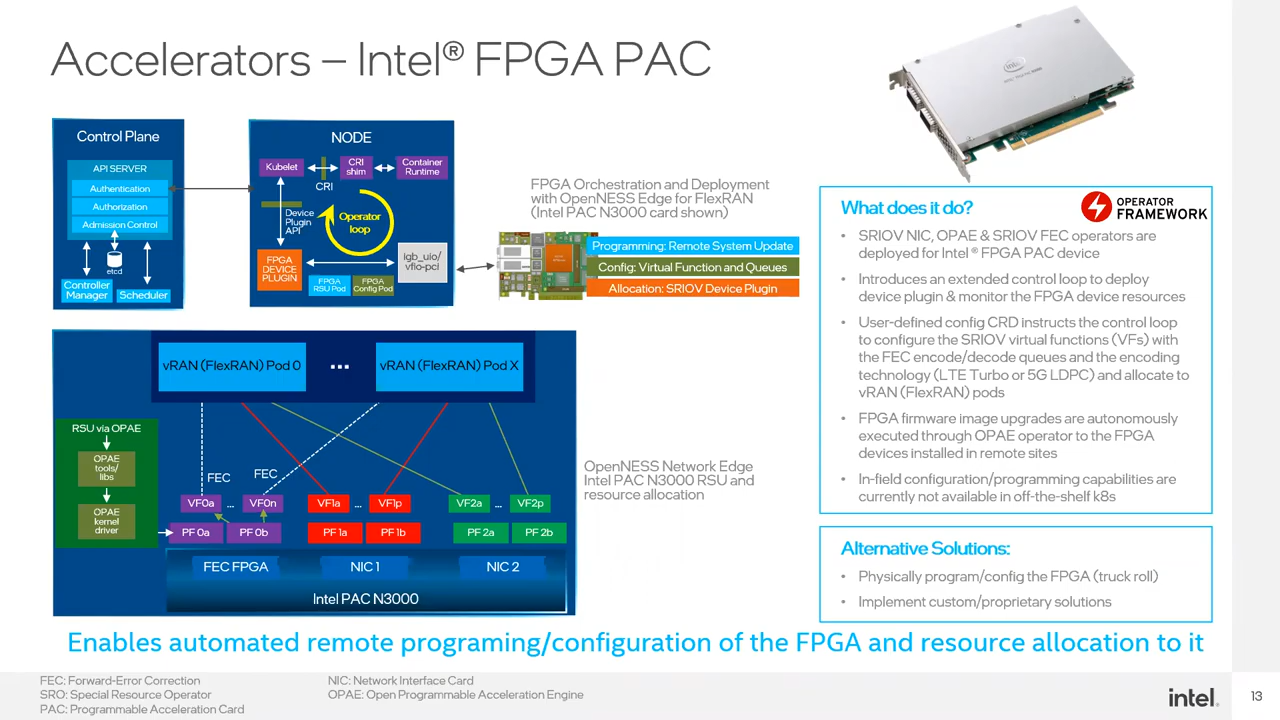 Accelerators – Intel® FPGA PAC
Control Plane
API SERVER
Authentication
Authorization
Admission Control
etcd
Controller
Manager
Scheduler
NODE
Kubelet
CRI
shim
Container
Runtime
CRI
Device
Plugin
API
Operator
loop
FPGA
DEVICE
PLUGIN
igb_uio/
vfio-pci
FPGA
RSU Pod
FPGA
Config Pod
FPGA Orchestration and Deployment
with OpenNESS Edge for FlexRAN
(Intel PAC N3000 card shown)
Programming: Remote System Update
Config: Virtual Function and Queues
Allocation: SRIOV Device Plugin
vRAN (FlexRAN) Pod 0
...
vRAN (FlexRAN) Pod X
RSU via OPAE
OPAE
tools/
libs
OPAE
kernel
driver
FEC
FEC
VF0a
...
VF0n
VF1a
...
VF1p
VF2a
...
VF2p
PF 0a
PF 0b
PF 1a
PF 1b
PF 2a
PF 2b
FEC FPGA
NIC 1
NIC 2
Intel PAC N3000
OpenNESS Network Edge
Intel PAC N3000 RSU and
resource allocation
intel
What does it do?
OPERATOR
FRAMEWORK
• SRIOV NIC, OPAE & SRIOV FEC operators are
deployed for Intel ® FPGA PAC device
• Introduces an extended control loop to deploy
device plugin & monitor the FPGA device resources
• User-defined config CRD instructs the control loop
to configure the SRIOV virtual functions (VFs) with
the FEC encode/decode queues and the encoding
technology (LTE Turbo or 5G LDPC) and allocate to
vRAN (FlexRAN) pods
• FPGA firmware image upgrades are autonomously
executed through OPAE operator to the FPGA
devices installed in remote sites
• In-field configuration/programming capabilities are
currently not available in off-the-shelf k8s
Alternative Solutions:
• Physically program/config the FPGA (truck roll)
• Implement custom/proprietary solutions
Enables automated remote programing/configuration of the FPGA and resource allocation to it
FEC: Forward-Error Correction
SRO: Special Resource Operator
PAC: Programmable Acceleration Card
NIC: Network Interface Card
OPAE: Open Programmable Acceleration Engine
intel.
13